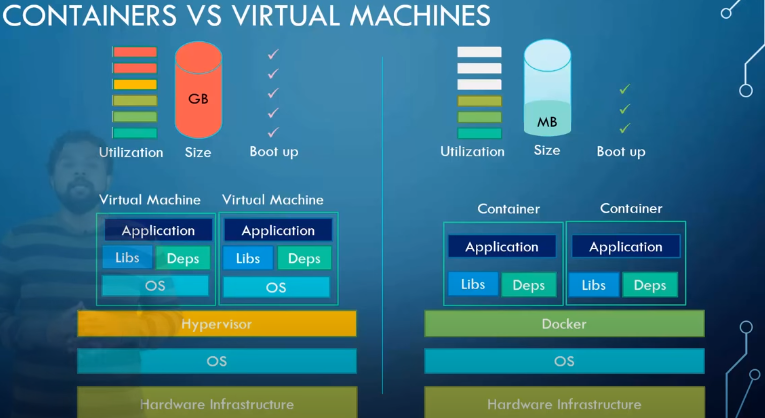 CONTAINERS VS VIRTUAL MACHINES
GB
Utilization Size Boot up
Virtual Machine Virtual Machine
Application Application
Libs Deps Libs Deps
OS OS
Hypervisor
OS
Hardware Infrastructure
MB
Utilization Size Boot up
Container Container
Application Application
Libs Deps Libs Deps
Docker
OS
Hardware Infrastructure